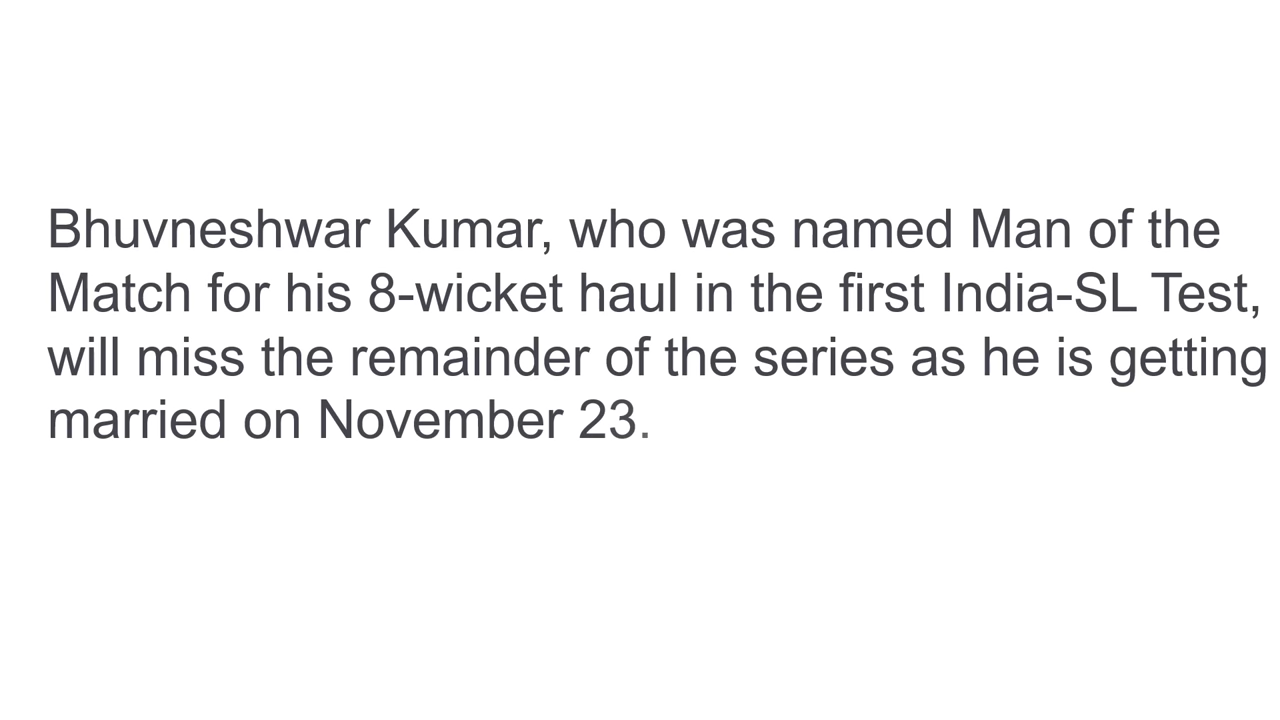 Bhuvneshwar Kumar, who was named Man of the
Match for his 8-wicket haul in the first India-SL Test,
will miss the remainder of the series as he is getting
married on November 23.